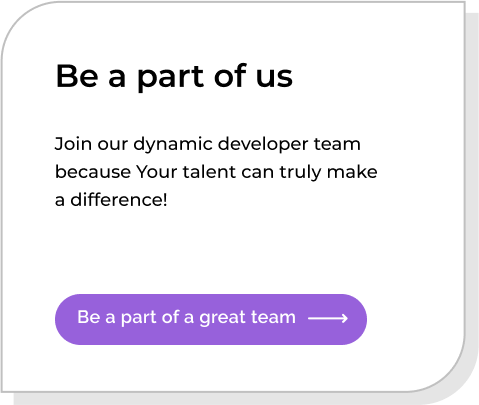 Be a part of us
Join our dynamic developer team
because Your talent can truly make
a difference!
Be a part of a great team